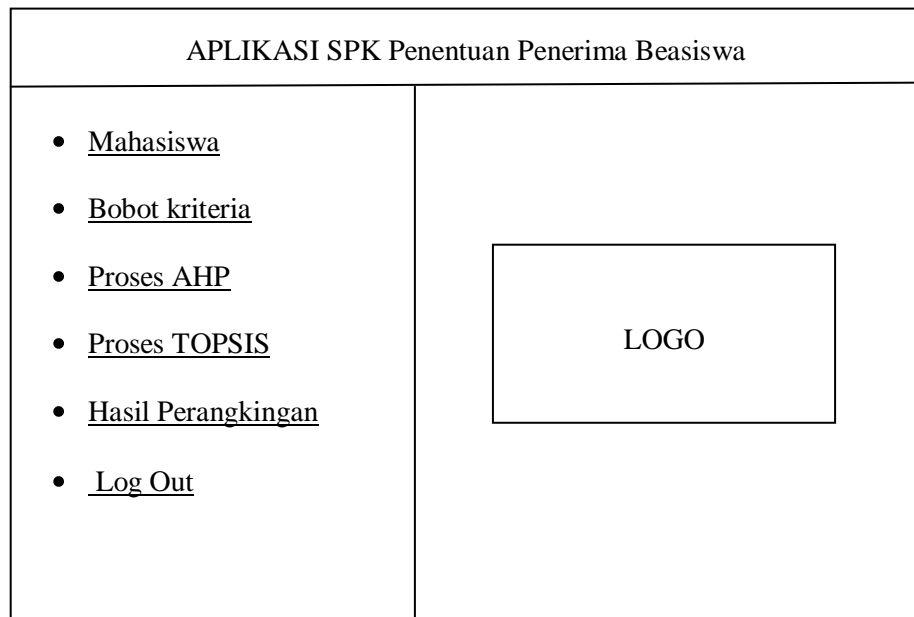 APLIKASI SPK Penentuan Penerima Beasiswa
Mahasiswa
Bobot kriteria
Proses AHP
Proses TOPSIS
Hasil Perangkingan
Log Out
LOGO